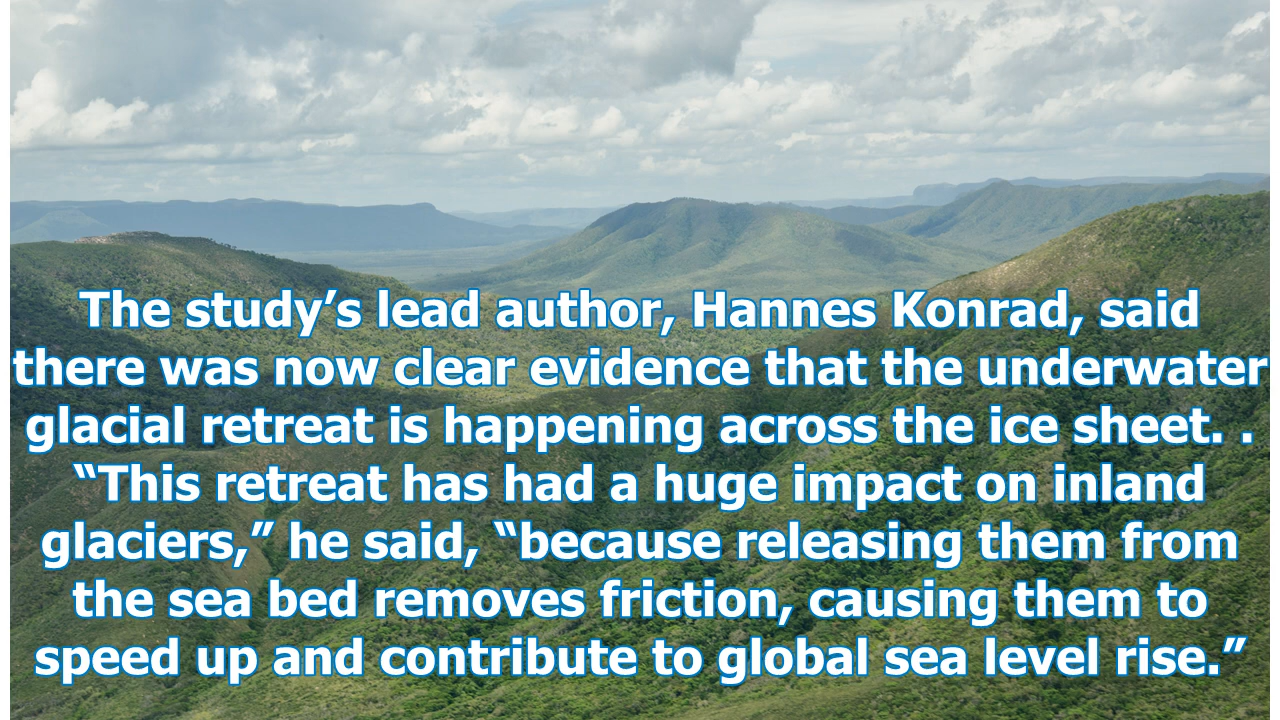 The study’s lead author, Hannes Konrad, said
there was now clear evidence that the underwater
glacial retreat is happening across the ice sheet. .
“This retreat has had a huge impact on inland
glaciers,” he said, “because releasing them from
the sea bed removes friction, causing them to
speed up and contribute to global sea level rise.”